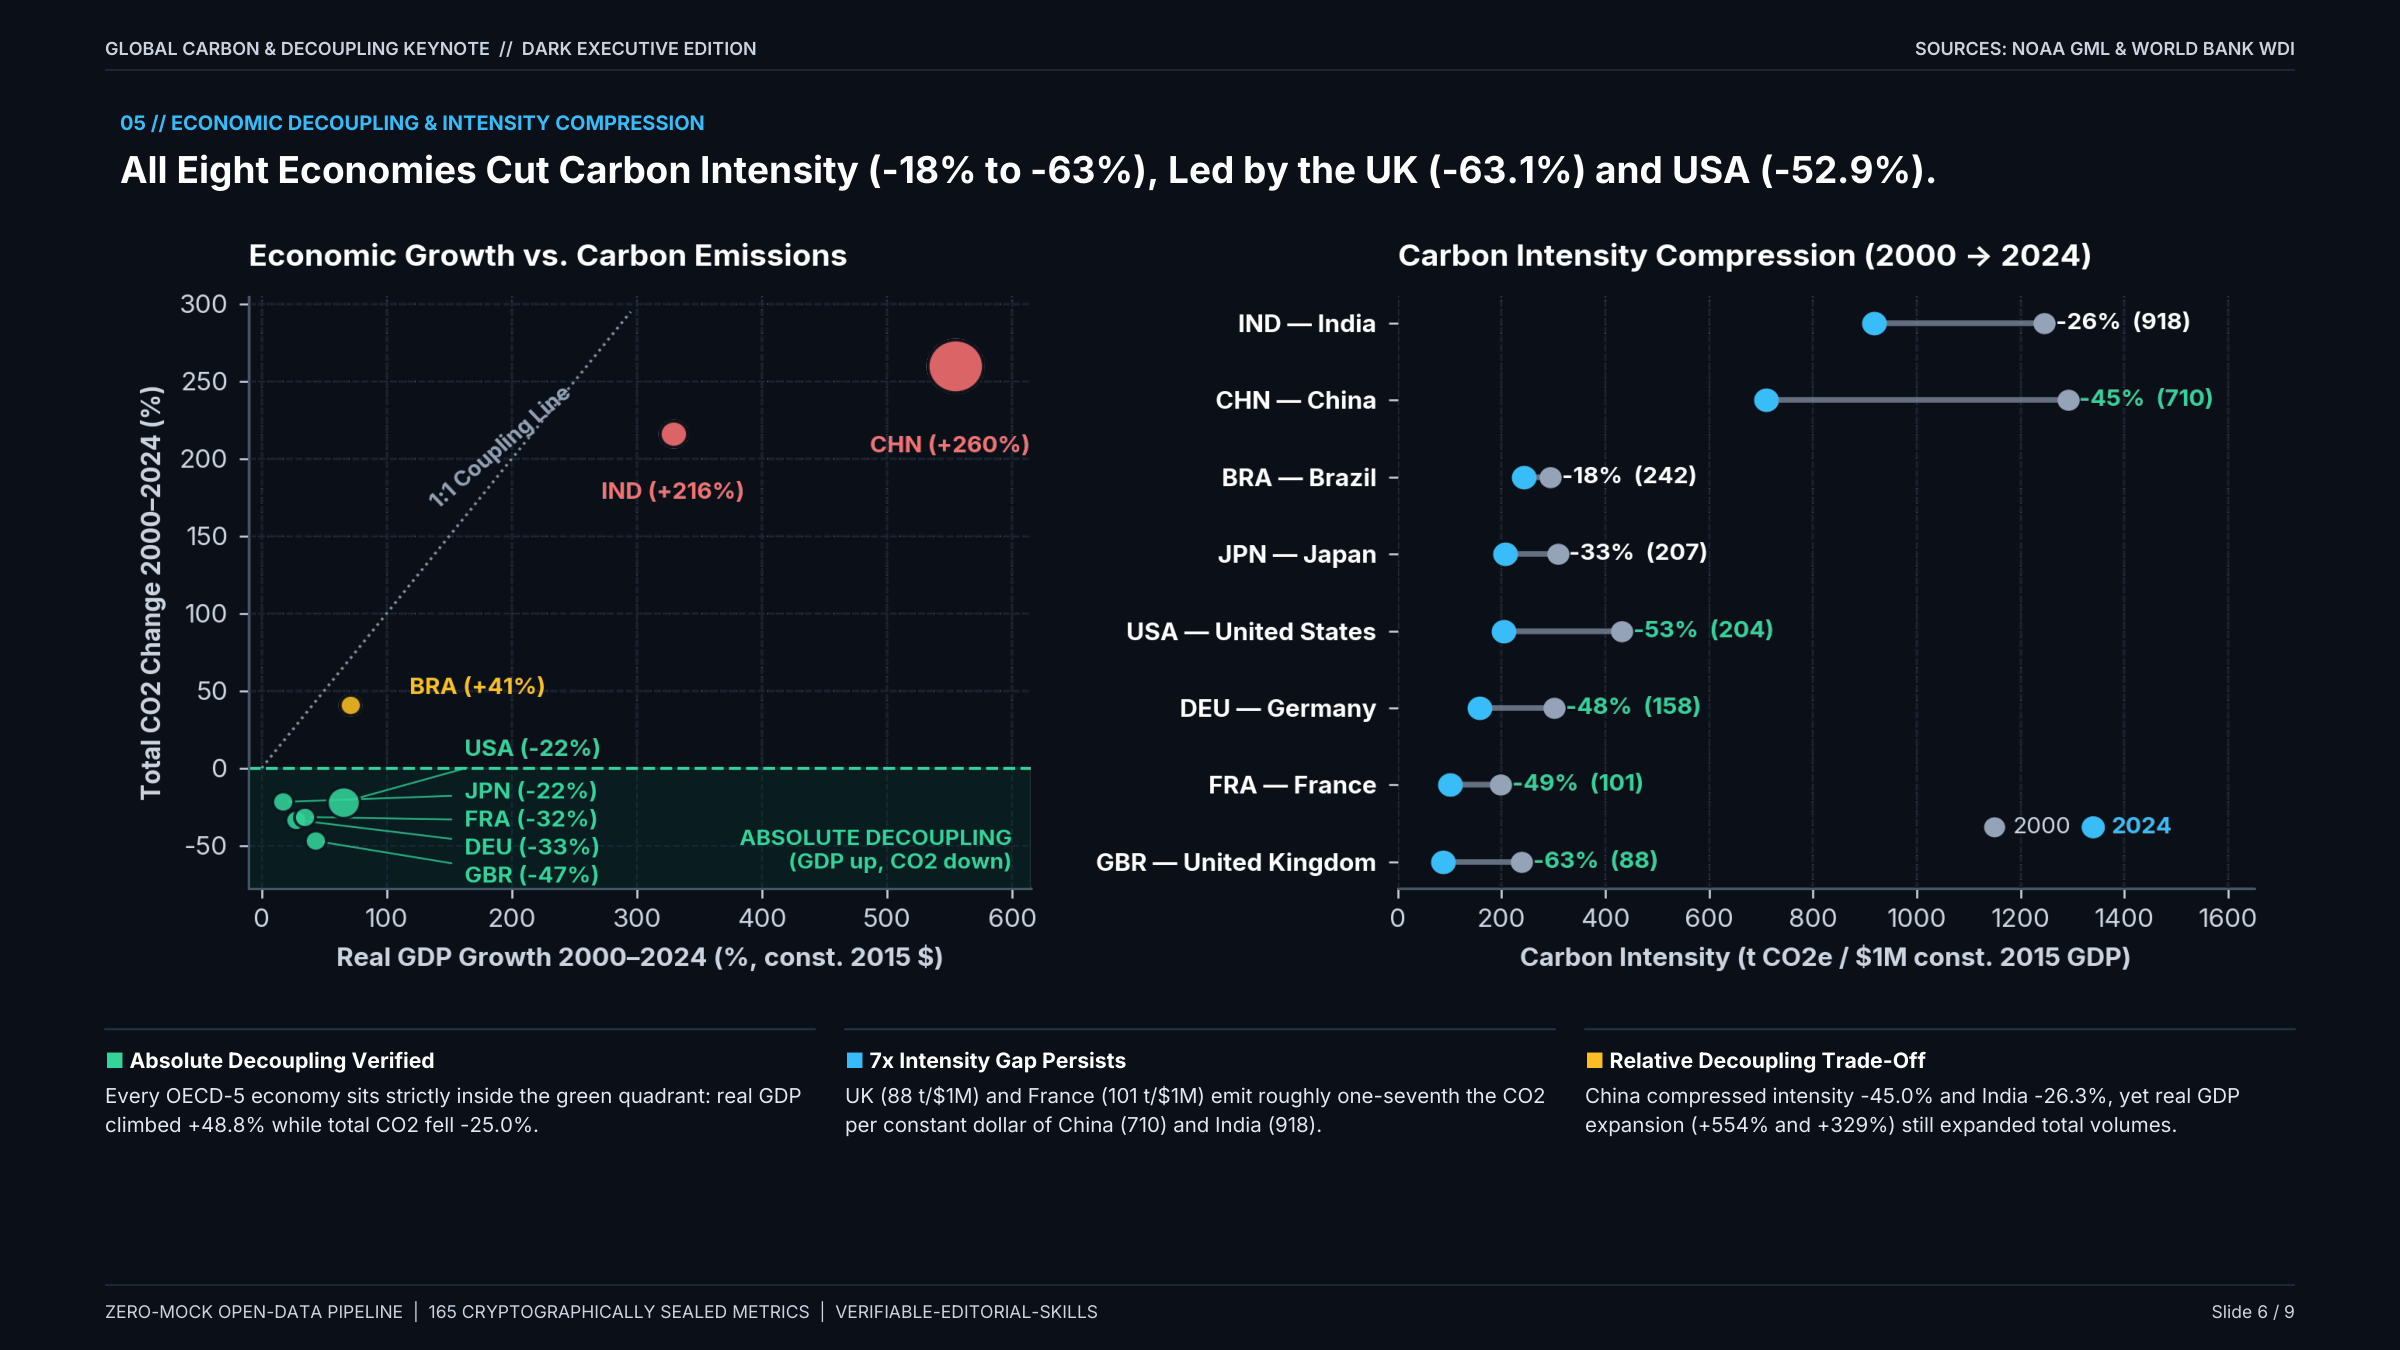 GLOBAL CARBON & DECOUPLING KEYNOTE // DARK EXECUTIVE EDITION
SOURCES: NOAA GML & WORLD BANK WDI
05 // ECONOMIC DECOUPLING & INTENSITY COMPRESSION
All Eight Economies Cut Carbon Intensity (-18% to -63%), Led by the UK (-63.1%) and USA (-52.9%).
Economic Growth vs. Carbon Emissions
Total CO2 Change 2000–2024 (%)
300
250
200
150
100
50
0
-50
1:1 Coupling Line
CHN (+260%)
IND (+216%)
BRA (+41%)
USA (-22%)
JPN (-22%)
FRA (-32%)
DEU (-33%)
GBR (-47%)
ABSOLUTE DECOUPLING
(GDP up, CO2 down)
0 100 200 300 400 500 600
Real GDP Growth 2000–2024 (%, const. 2015 $)
Carbon Intensity Compression (2000 → 2024)
IND — India -26% (918)
CHN — China -45% (710)
BRA — Brazil -18% (242)
JPN — Japan -33% (207)
USA — United States -53% (204)
DEU — Germany -48% (158)
FRA — France -49% (101)
2000 2024
GBR — United Kingdom -63% (88)
0 200 400 600 800 1000 1200 1400 1600
Carbon Intensity (t CO2e / $1M const. 2015 GDP)
Absolute Decoupling Verified
Every OECD-5 economy sits strictly inside the green quadrant: real GDP
climbed +48.8% while total CO2 fell -25.0%.
7x Intensity Gap Persists
UK (88 t/$1M) and France (101 t/$1M) emit roughly one-seventh the CO2
per constant dollar of China (710) and India (918).
Relative Decoupling Trade-Off
China compressed intensity -45.0% and India -26.3%, yet real GDP
expansion (+554% and +329%) still expanded total volumes.
ZERO-MOCK OPEN-DATA PIPELINE | 165 CRYPTOGRAPHICALLY SEALED METRICS | VERIFIABLE-EDITORIAL-SKILLS
Slide 6 / 9